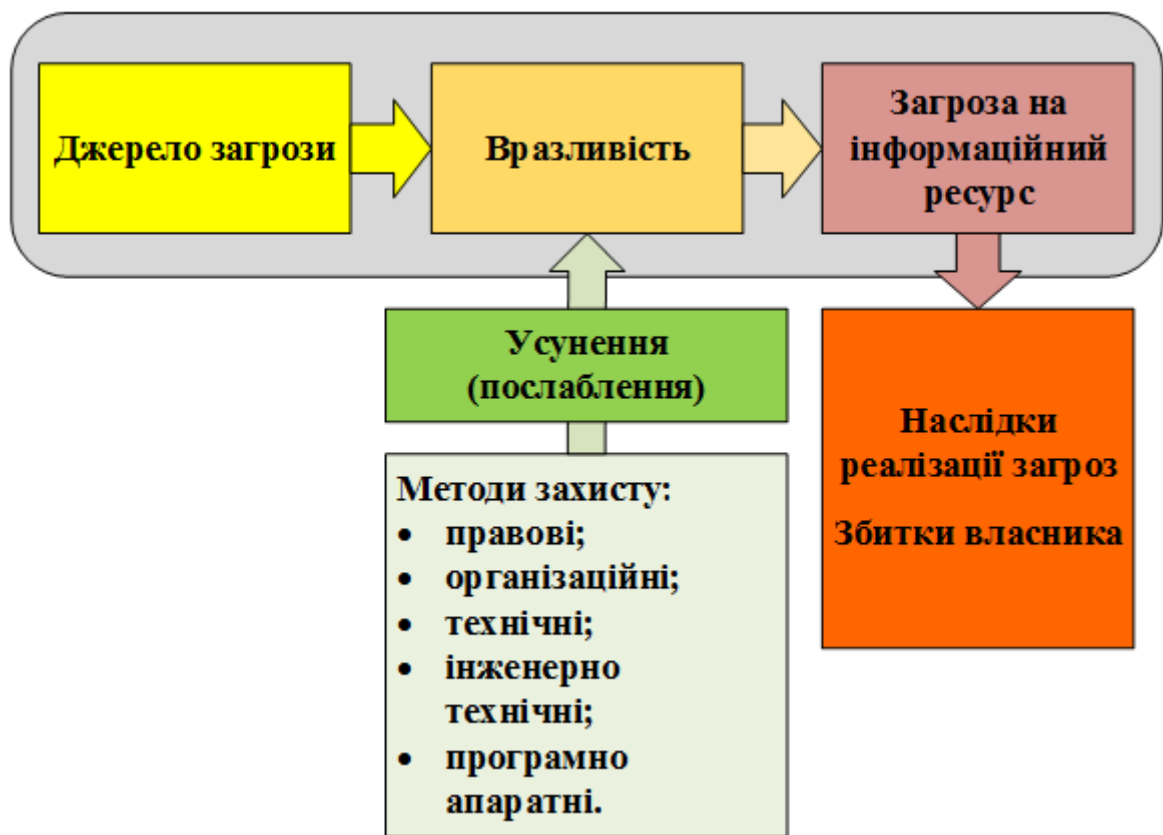 Джерело загрози
Вразливість
Загроза на
інформаційний
ресурс
Усунення
(послаблення)
Методи захисту:
• правові;
• організаційні;
• технічні;
• інженерно
технічні;
• програмно
апаратні.
Наслідки
реалізації загроз
Збитки власника